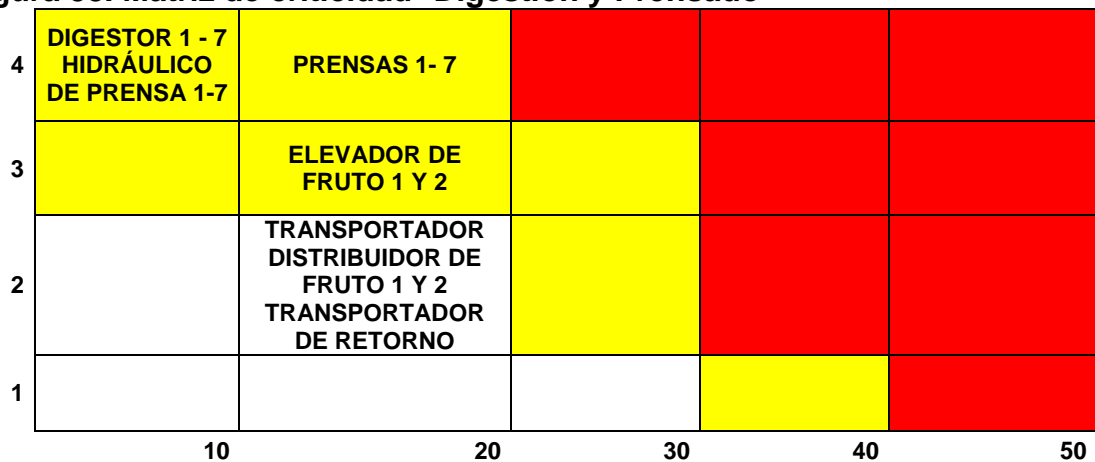 Matriz de criticidad "Digestión y Prensado"
4
DIGESTOR 1 - 7
HIDRÁULICO
DE PRENSA 1-7
PRENSAS 1- 7
3
ELEVADOR DE
FRUTO 1 Y 2
2
TRANSPORTADOR
DISTRIBUIDOR DE
FRUTO 1 Y 2
TRANSPORTADOR
DE RETORNO
1
10 20 30 40 50